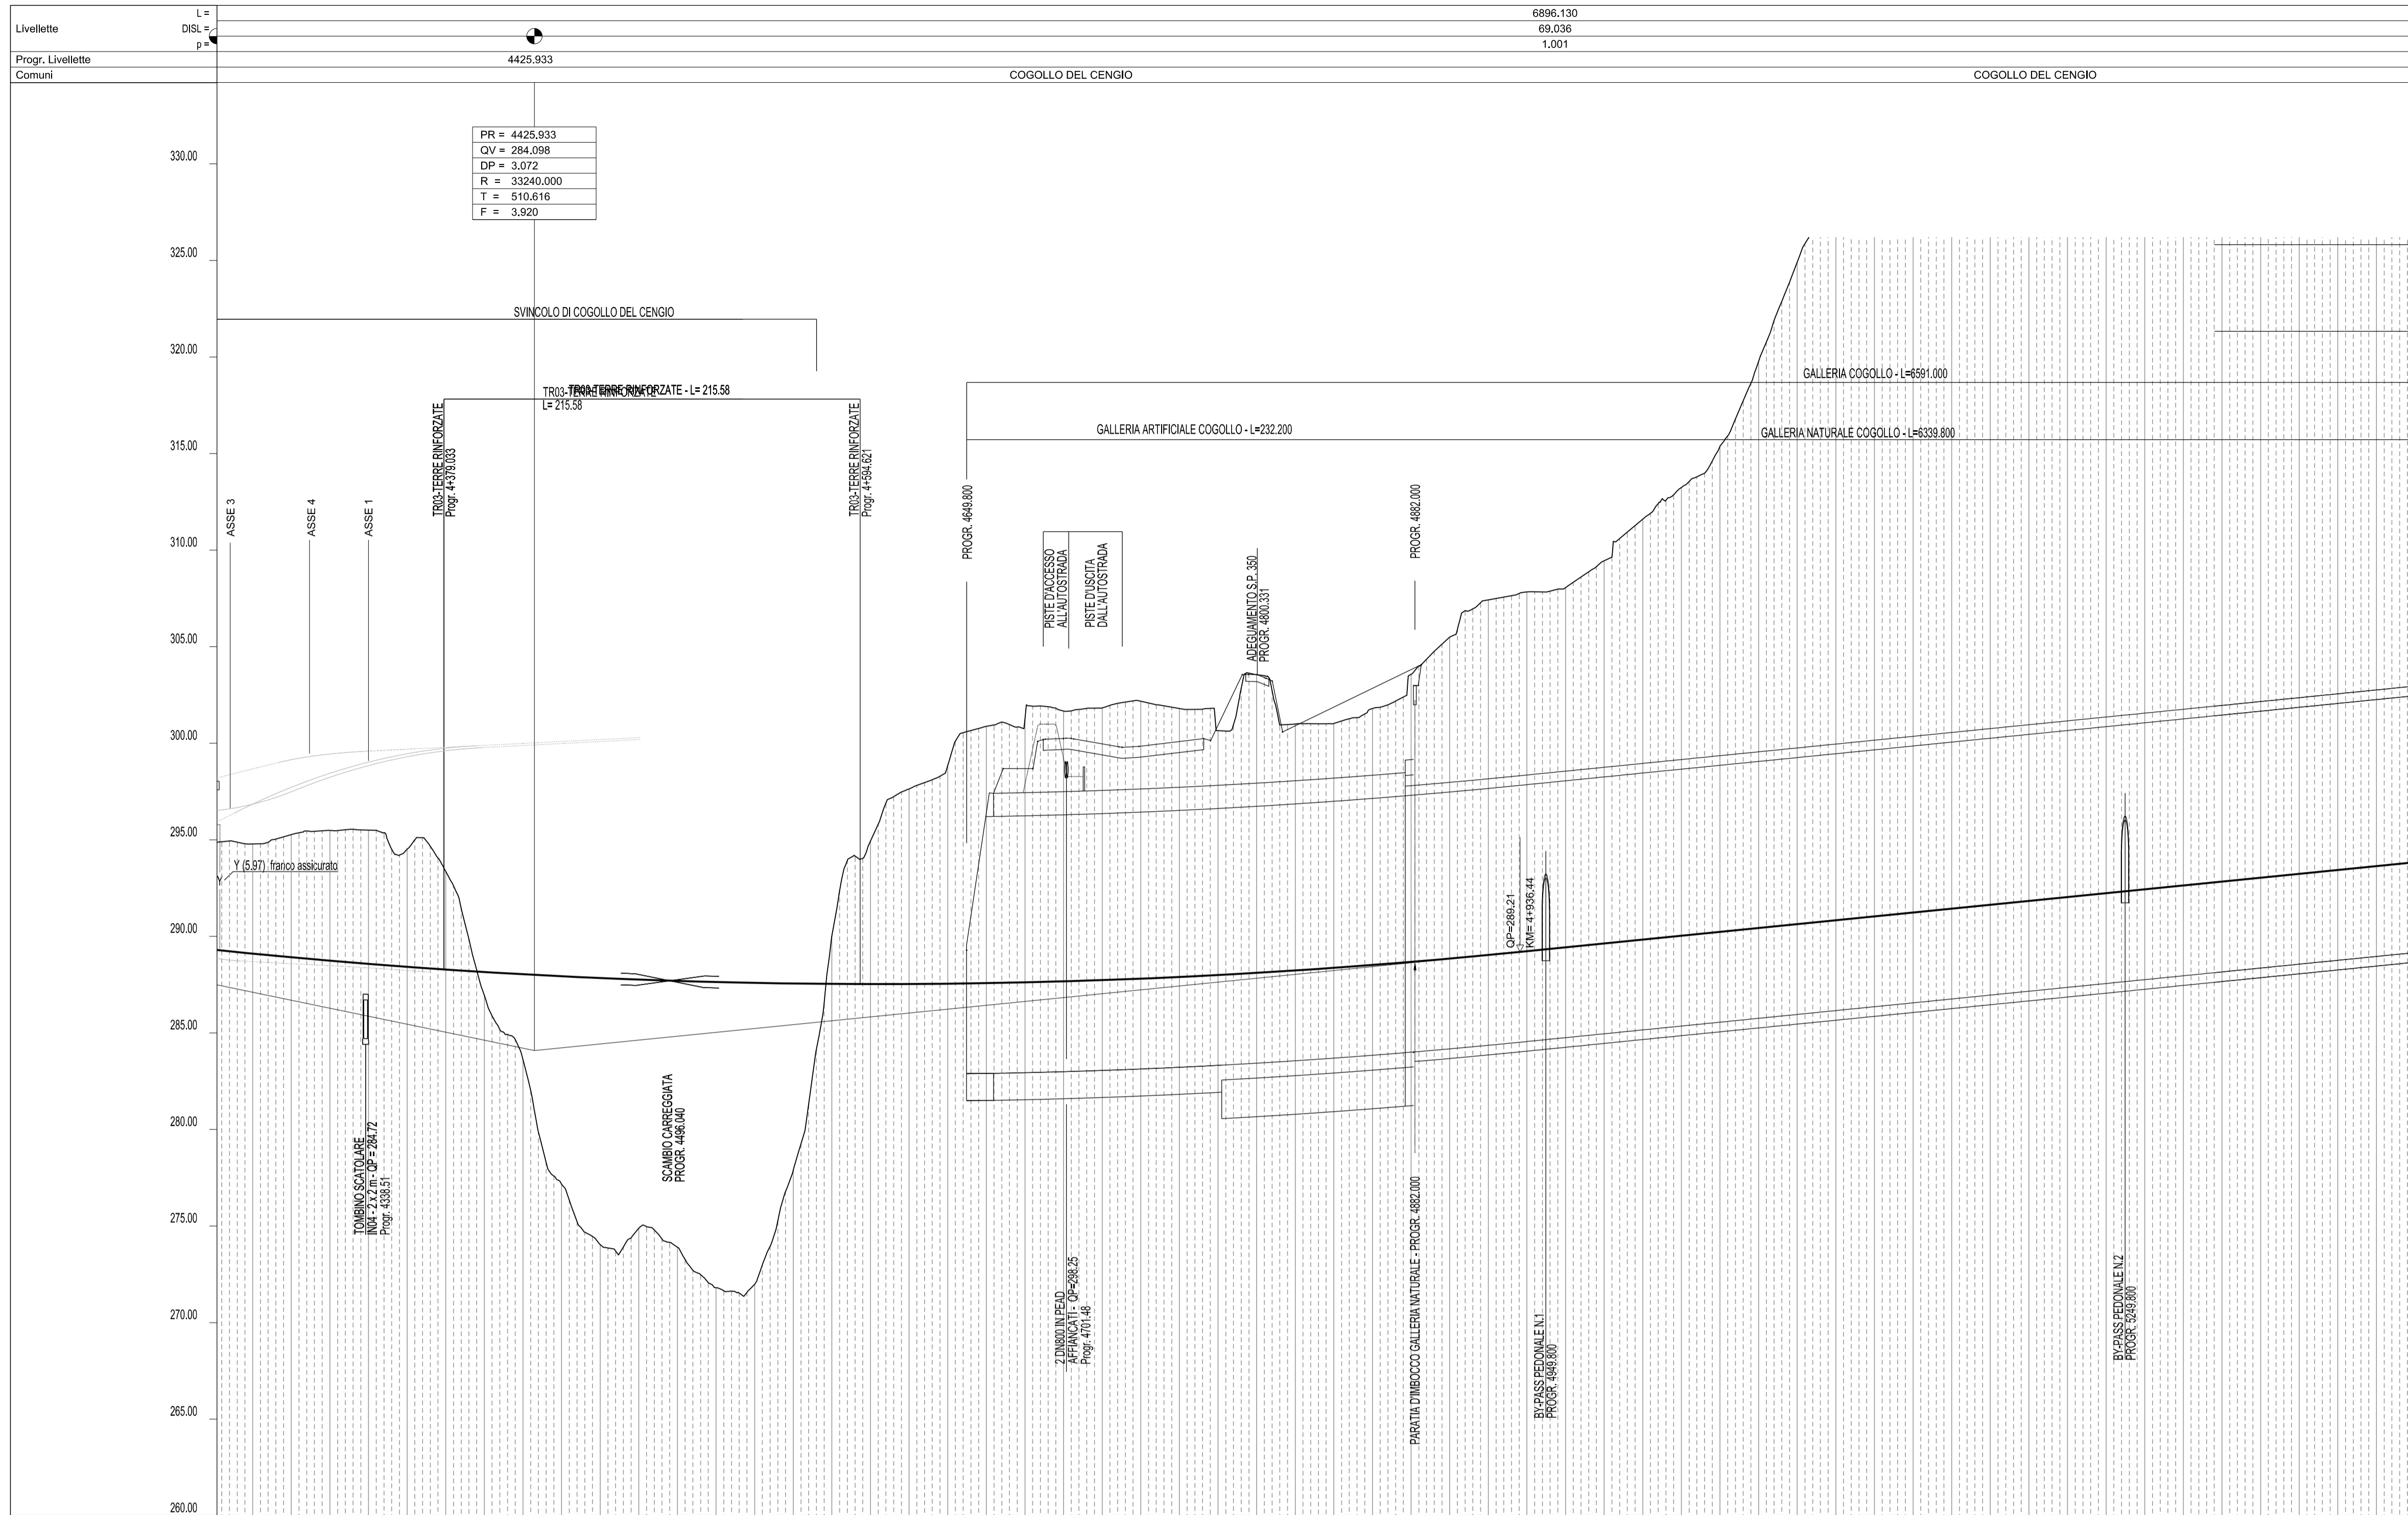 L =
6896.130
Livellette
DISL =
69.036
p =
1.001
Progr. Livellette
4425.933
Comuni
COGOLLO DEL CENGIO
COGOLLO DEL CENGIO
PR = 4425.933
QV = 284.098
DP = 3.072
R = 33240.000
T = 510.616
F = 3.920
330.00
325.00
320.00
315.00
310.00
305.00
300.00
295.00
290.00
285.00
280.00
275.00
270.00
265.00
260.00
SVINCOLO DI COGOLLO DEL CENGIO
TR03-TERRE RINFORZATE - L= 215.58
TR03-TERRE RINFORZATE
L= 215.58
GALLERIA COGOLLO - L=6591.000
GALLERIA ARTIFICIALE COGOLLO - L=232.200
GALLERIA NATURALE COGOLLO - L=6339.800
ASSE 3
ASSE 4
ASSE 1
TR03-TERRE RINFORZATE
Progr. 4+379.033
TR03-TERRE RINFORZATE
Progr. 4+594.621
PROGR. 4649.800
PISTE D'ACCESSO
ALL'AUTOSTRADA
PISTE D'USCITA
DALL'AUTOSTRADA
ADEGUAMENTO S.P. 350
PROGR. 4800.331
PROGR. 4882.000
Y (5.97) franco assicurato
QP=289.21
KM= 4+936.44
TOMBINO SCATOLARE
IN04 - 2 x 2 m - QP = 284.72
Progr. 4338.51
SCAMBIO CARREGGIATA
PROGR. 4496.040
2 DN800 IN PEAD
AFFIANCATI - QP=298.25
Progr. 4701.48
PARATIA D'IMBOCCO GALLERIA NATURALE - PROGR. 4882.000
BY-PASS PEDONALE N.1
PROGR. 4949.800
BY-PASS PEDONALE N.2
PROGR. 5249.800